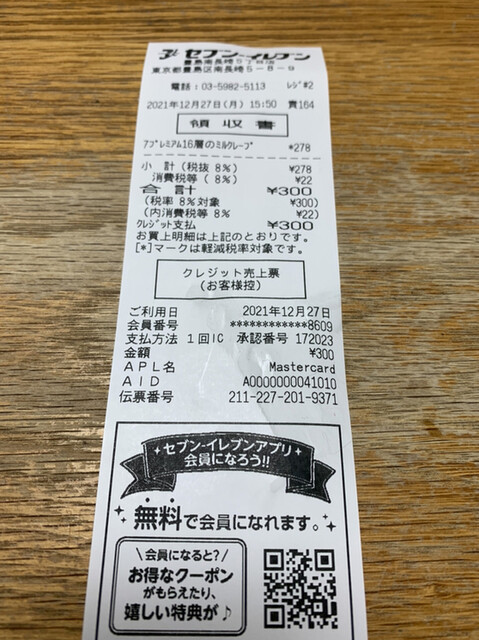 セブン-イレブン
豊島南長崎5丁目店
東京都豊島区南長崎5-8-9
電話：03-5982-5113 レジ#2
2021年12月27日(月) 15:50 責164
領収書
7プレミアム16層のミルクレープ *278
小 計(税抜 8%) ¥278
消費税等( 8%) ¥22
合 計 ¥300
(税率 8%対象 ¥300)
(内消費税等 8% ¥22)
クレジット支払 ¥300
お買上明細は上記のとおりです。
[*]マークは軽減税率対象です。
クレジット売上票
(お客様控)
ご利用日 2021年12月27日
会員番号 ************8609
支払方法 1回IC 承認番号 172023
金額 ¥300
APL名 Mastercard
AID A0000000041010
伝票番号 211-227-201-9371
セブン-イレブンアプリ
会員になろう!!
無料で会員になれます。
会員になると?
お得なクーポン
がもらえたり、
嬉しい特典が♪